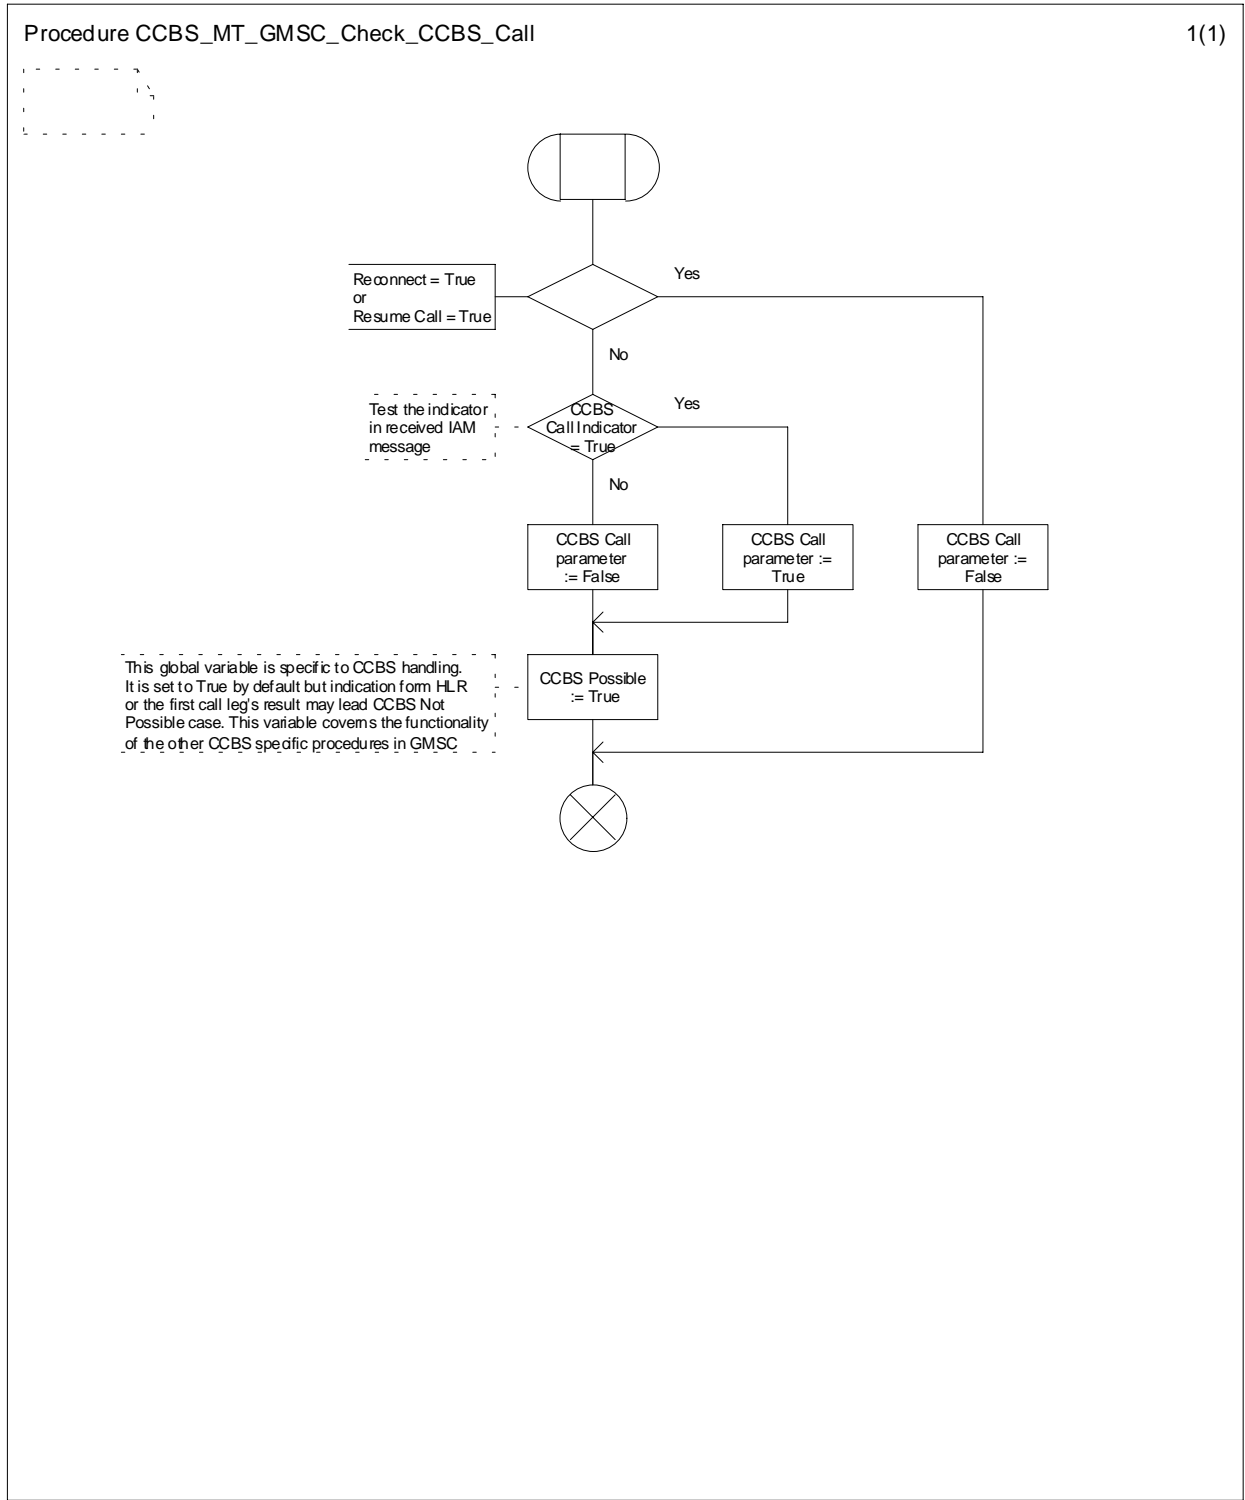 Procedure CCBS_MT_GMSC_Check_CCBS_Call
1(1)
Reconnect = True
or
Resume Call = True
Yes
No
Test the indicator
in received IAM
message
CCBS
Call Indicator
= True
Yes
No
CCBS Call
parameter
:= False
CCBS Call
parameter :=
True
CCBS Call
parameter :=
False
This global variable is specific to CCBS handling.
It is set to True by default but indication form HLR
or the first call leg's result may lead CCBS Not
Possible case. This variable coverns the functionality
of the other CCBS specific procedures in GMSC
CCBS Possible
:= True